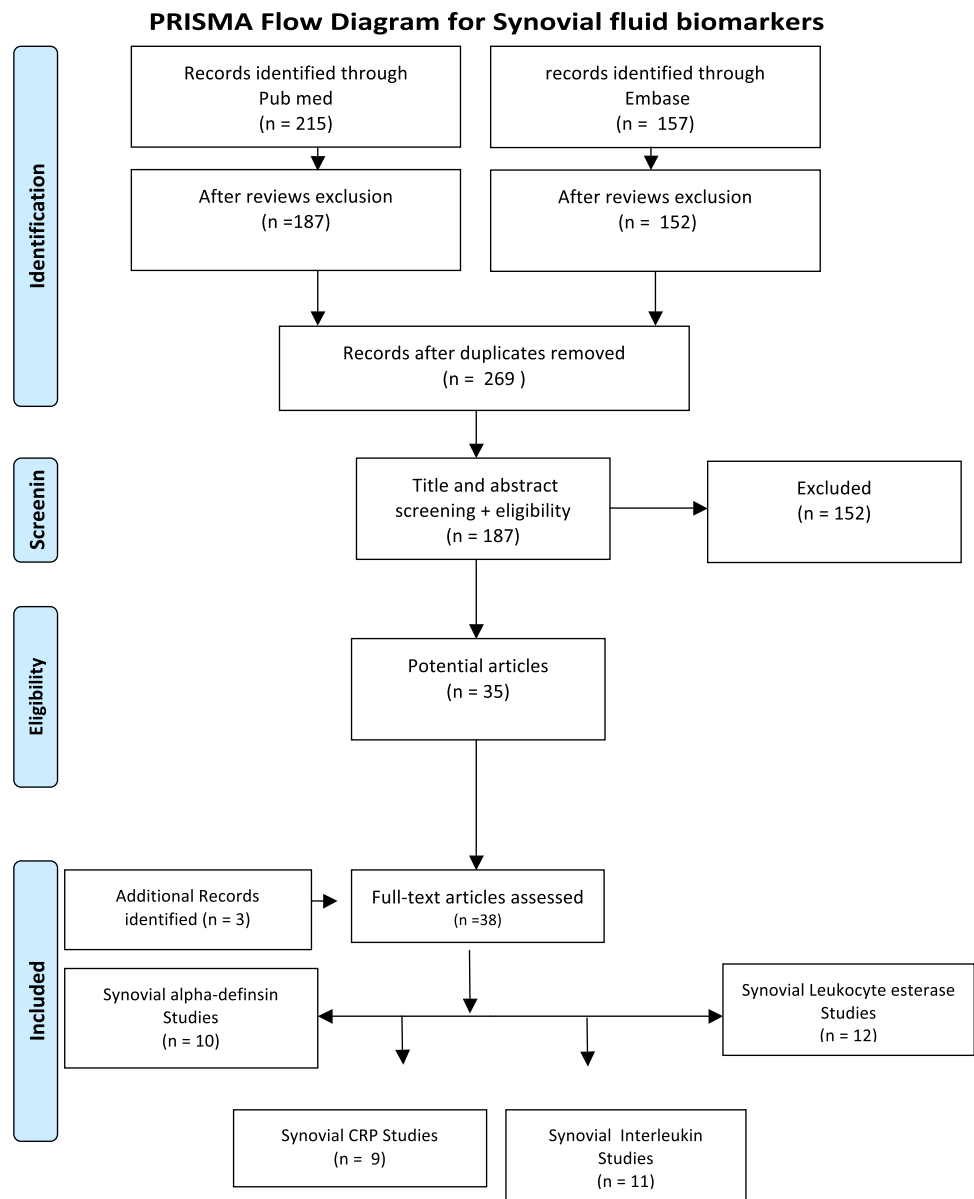 PRISMA Flow Diagram for Synovial fluid biomarkers
Identification
Records identified through
Pub med
(n = 215)
records identified through
Embase
(n = 157)
After reviews exclusion
(n =187)
After reviews exclusion
(n = 152)
Records after duplicates removed
(n = 269 )
Screenin
Title and abstract
screening + eligibility
(n = 187)
Excluded
(n = 152)
Eligibility
Potential articles
(n = 35)
Included
Additional Records
identified (n = 3)
Full-text articles assessed
(n =38)
Synovial alpha-definsin
Studies
(n = 10)
Synovial Leukocyte esterase
Studies
(n = 12)
Synovial CRP Studies
(n = 9)
Synovial Interleukin
Studies
(n = 11)